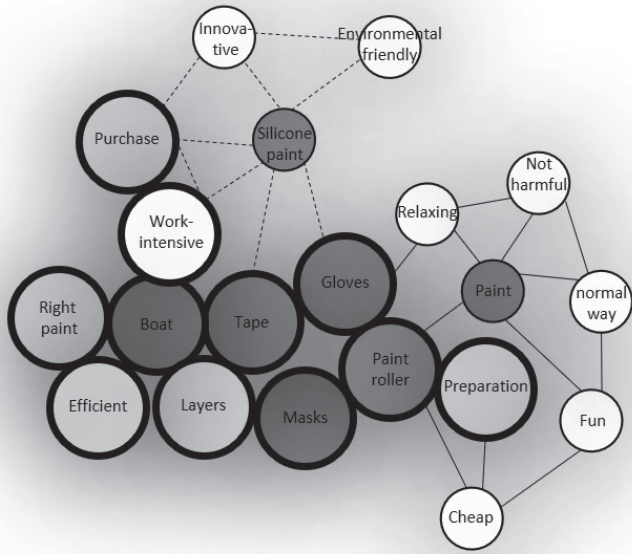 Innova-
tive
Environmental
friendly
Purchase
Silicone
paint
Work-
intensive
Not
harmful
Relaxing
Gloves
Paint
normal
way
Right
paint
Boat
Tape
Paint
roller
Preparation
Efficient
Layers
Masks
Fun
Cheap